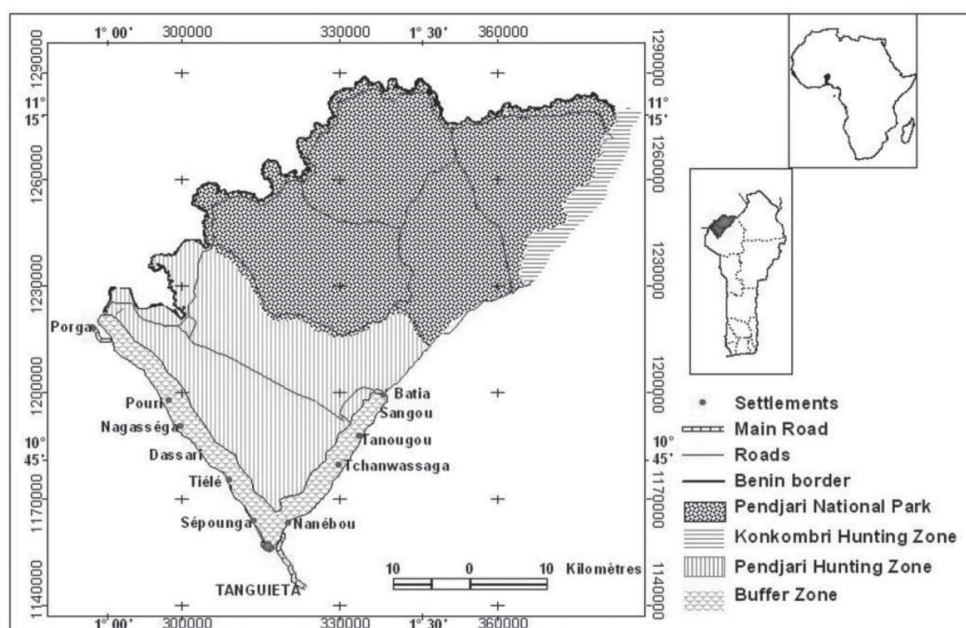 1° 00' 300000 330000 1° 30' 360000
1290000 1290000
11° 15' 11° 15'
1260000 1260000
1230000 1230000
1200000 1200000
10° 45' 10° 45'
1170000 1170000
1140000 1140000
Porga
Pouri
Nagasséga
Dassari
Tiélé
Sépounga
Batia
Sangou
Tanougou
Tchanwassaga
Nanébou
TANGUIETA
10 0 10 Kilomètres
1° 00' 300000 330000 1° 30' 360000
Settlements
Main Road
Roads
Benin border
Pendjari National Park
Konkombri Hunting Zone
Pendjari Hunting Zone
Buffer Zone